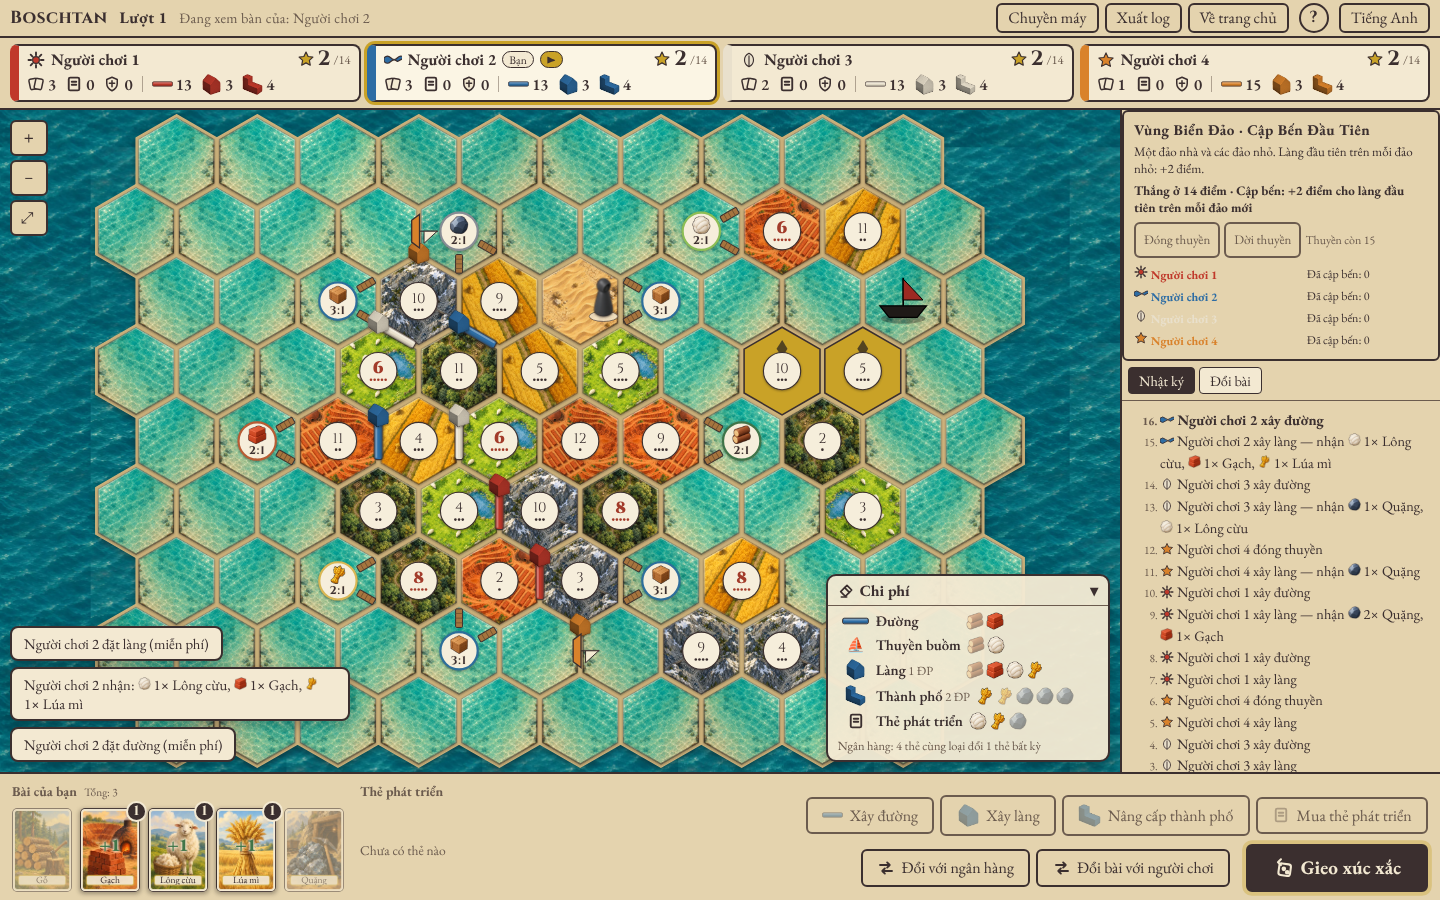 BOSCHTAN Lượt 1 Đang xem bàn của: Người chơi 2
Chuyền máy
Xuất log
Về trang chủ
?
Tiếng Anh
Người chơi 1 2 /14
3 0 0 13 3 4
Người chơi 2 Bạn 2 /14
3 0 0 13 3 4
Người chơi 3 2 /14
2 0 0 13 3 4
Người chơi 4 2 /14
1 0 0 15 3 4
+
−
2:1 2:1 6 11
3:1 10 9 3:1
6 11 5 5 10 5
2:1 11 4 6 12 9 2:1 2
3 4 10 8 3
2:1 8 2 3 3:1 8
3:1 9 4
Người chơi 2 đặt làng (miễn phí)
Người chơi 2 nhận: 1× Lông cừu, 1× Gạch,
1× Lúa mì
Người chơi 2 đặt đường (miễn phí)
Chi phí
Đường
Thuyền buồm
Làng 1 ĐP
Thành phố 2 ĐP
Thẻ phát triển
Ngân hàng: 4 thẻ cùng loại đổi 1 thẻ bất kỳ
Vùng Biển Đảo · Cập Bến Đầu Tiên
Một đảo nhà và các đảo nhỏ. Làng đầu tiên trên mỗi đảo
nhỏ: +2 điểm.
Thắng ở 14 điểm · Cập bến: +2 điểm cho làng đầu
tiên trên mỗi đảo mới
Đóng thuyền
Dời thuyền
Thuyền còn 15
Người chơi 1 Đã cập bến: 0
Người chơi 2 Đã cập bến: 0
Người chơi 3 Đã cập bến: 0
Người chơi 4 Đã cập bến: 0
Nhật ký
Đổi bài
16. Người chơi 2 xây đường
15. Người chơi 2 xây làng — nhận 1× Lông
cừu, 1× Gạch, 1× Lúa mì
14. Người chơi 3 xây đường
13. Người chơi 3 xây làng — nhận 1× Quặng,
1× Lông cừu
12. Người chơi 4 đóng thuyền
11. Người chơi 4 xây làng — nhận 1× Quặng
10. Người chơi 1 xây đường
9. Người chơi 1 xây làng — nhận 2× Quặng,
1× Gạch
8. Người chơi 1 xây đường
7. Người chơi 1 xây làng
6. Người chơi 4 đóng thuyền
5. Người chơi 4 xây làng
4. Người chơi 3 xây đường
3. Người chơi 3 xây làng
Bài của bạn Tổng: 3
Gỗ
1 +1 Gạch
1 +1 Lông cừu
1 +1 Lúa mì
Quặng
Thẻ phát triển
Chưa có thẻ nào
Xây đường
Xây làng
Nâng cấp thành phố
Mua thẻ phát triển
Đổi với ngân hàng
Đổi bài với người chơi
Gieo xúc xắc